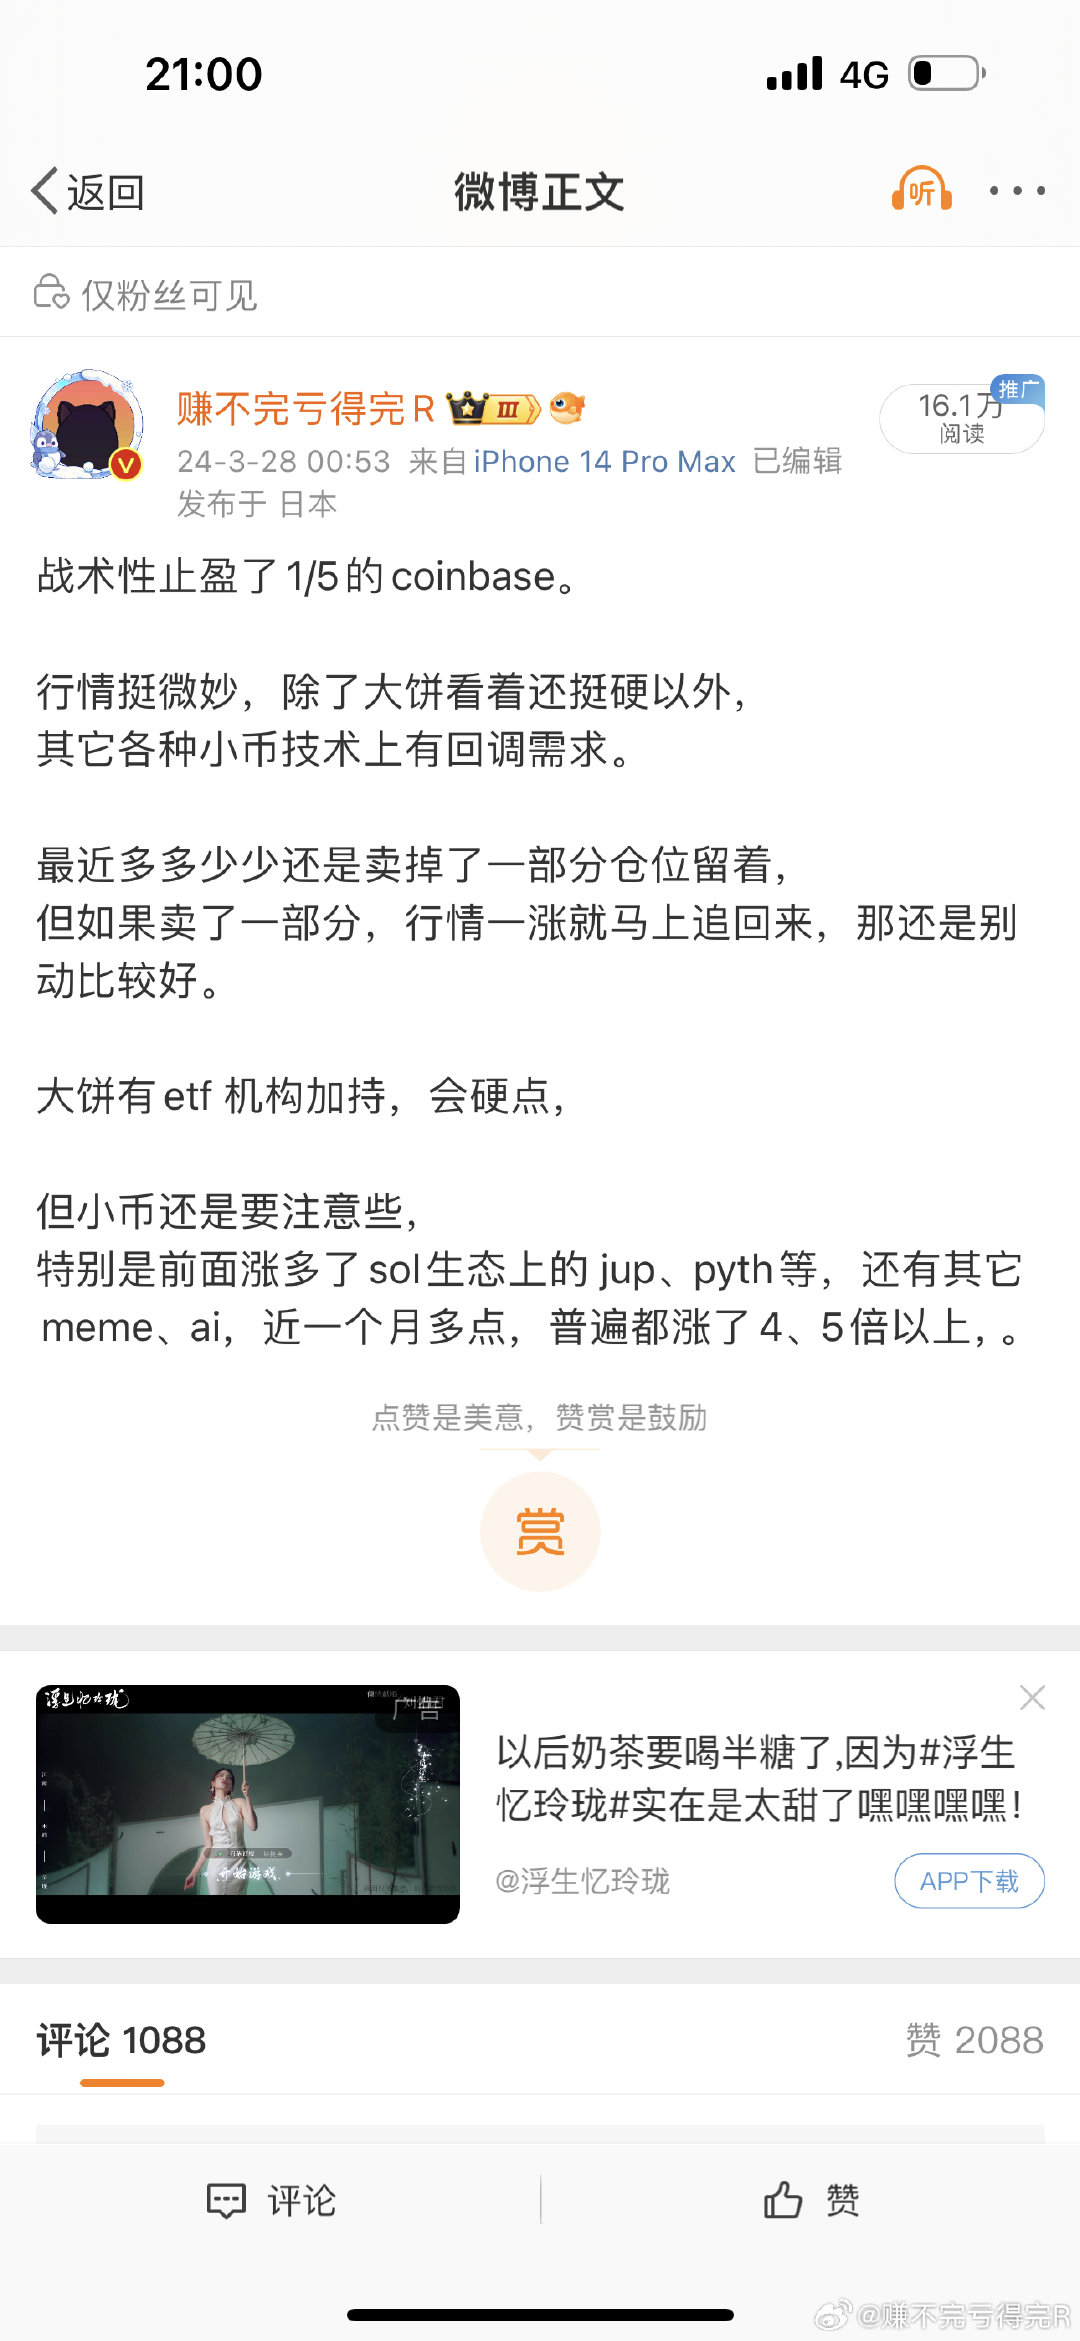 21:00
4G
返回
微博正文
听
仅粉丝可见
赚不完亏得完R
III
推广
16.1万
阅读
24-3-28 00:53 来自 iPhone 14 Pro Max 已编辑
发布于 日本
战术性止盈了1/5的coinbase。
行情挺微妙，除了大饼看着还挺硬以外，
其它各种小币技术上有回调需求。
最近多多少少还是卖掉了一部分仓位留着，
但如果卖了一部分，行情一涨就马上追回来，那还是别
动比较好。
大饼有etf 机构加持，会硬点，
但小币还是要注意些，
特别是前面涨多了sol生态上的jup、pyth等，还有其它
meme、ai，近一个月多点，普遍都涨了4、5倍以上，。
点赞是美意，赞赏是鼓励
赏
浮生忆玲珑
广告
开始游戏
以后奶茶要喝半糖了,因为#浮生
忆玲珑#实在是太甜了嘿嘿嘿嘿！
@浮生忆玲珑
APP下载
评论 1088
赞 2088
评论
赞
@赚不完亏得完R